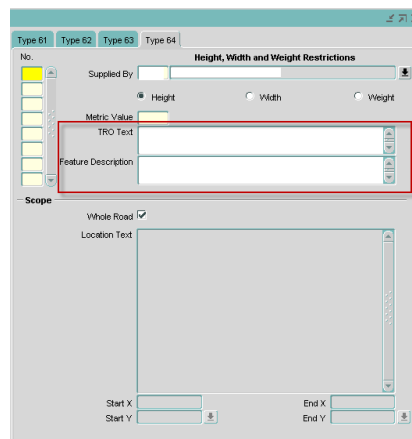 Type 61 Type 62 Type 63 Type 64
No. Height, Width and Weight Restrictions
Supplied By
Height Width Weight
Metric Value
TRO Text
Feature Description
Scope
Whole Road
Location Text
Start X End X
Start Y End Y